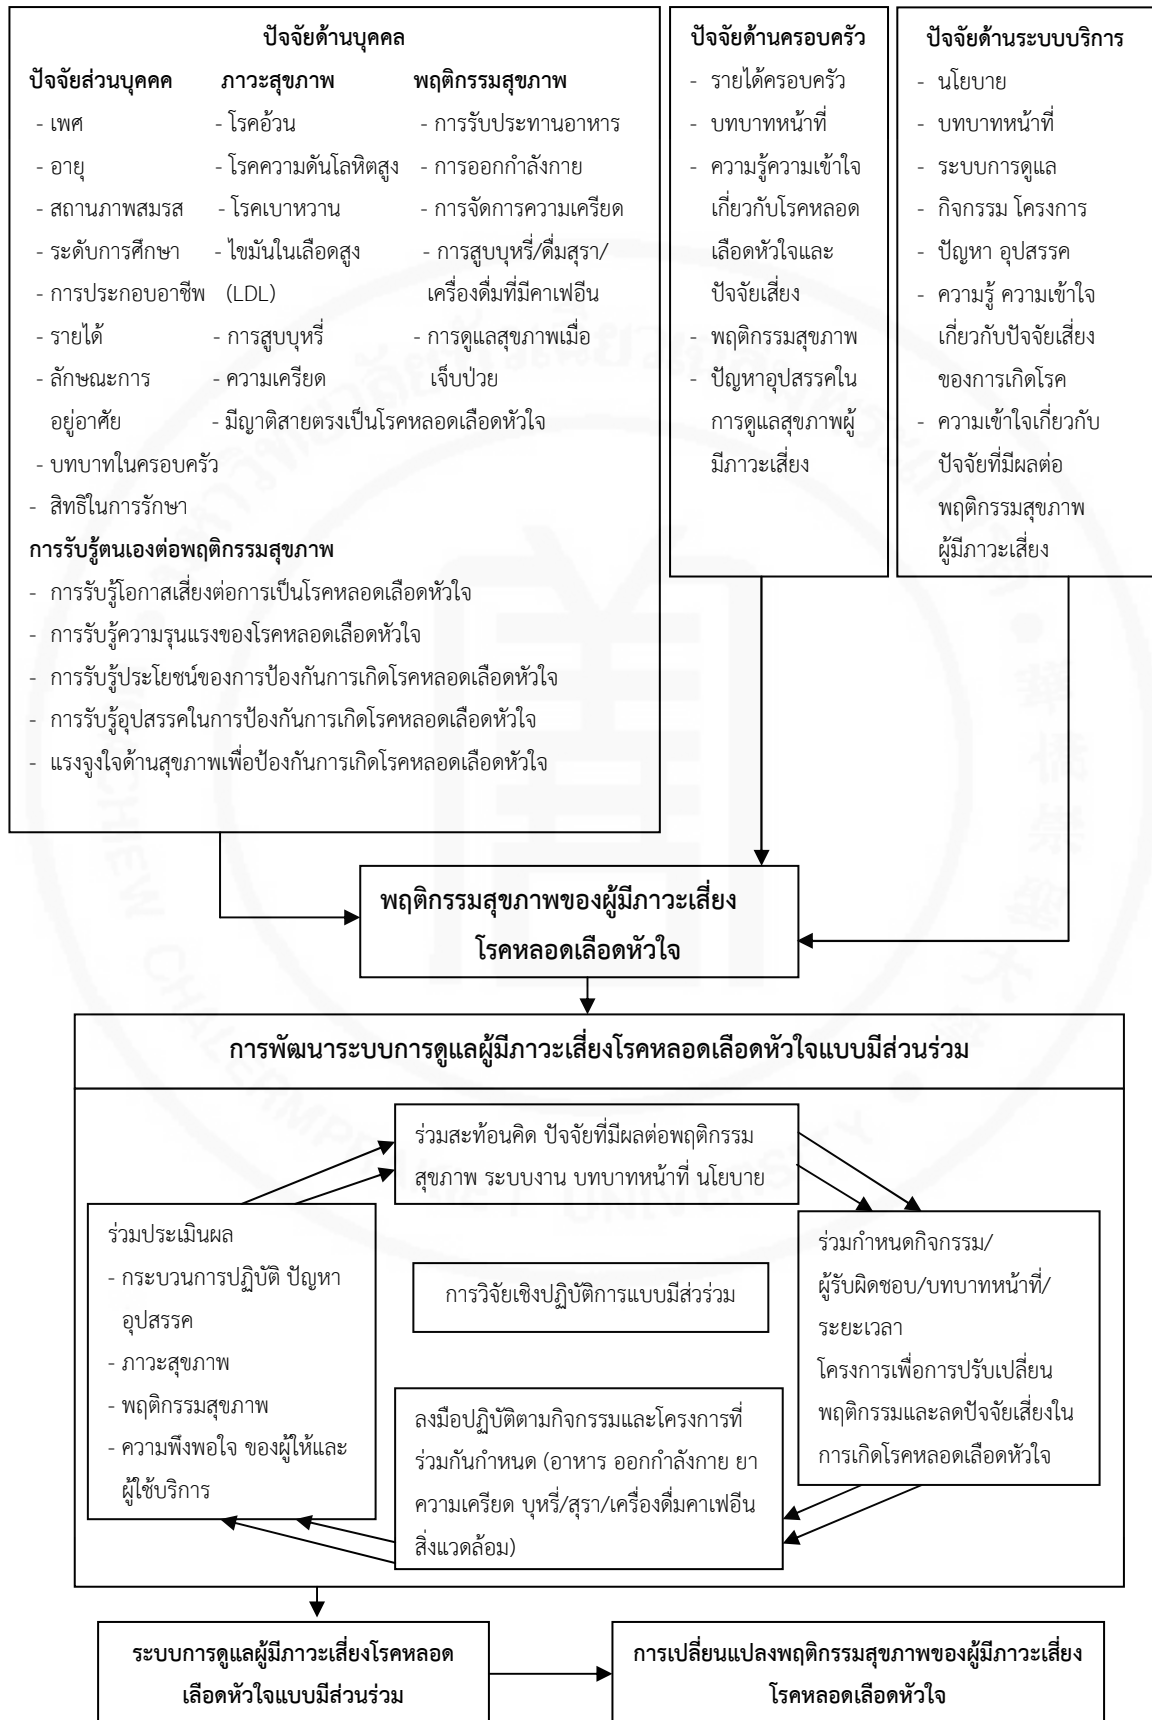 ปัจจัยด้านบุคคล
ปัจจัยส่วนบุคคค ภาวะสุขภาพ พฤติกรรมสุขภาพ
- เพศ - โรคอ้วน - การรับประทานอาหาร
- อายุ - โรคความดันโลหิตสูง - การออกกำลังกาย
- สถานภาพสมรส - โรคเบาหวาน - การจัดการความเครียด
- ระดับการศึกษา - ไขมันในเลือดสูง - การสูบบุหรี่/ดื่มสุรา/
- การประกอบอาชีพ (LDL) เครื่องดื่มที่มีคาเฟอีน
- รายได้ - การสูบบุหรี่ - การดูแลสุขภาพเมื่อ
- ลักษณะการ - ความเครียด เจ็บป่วย
อยู่อาศัย - มีญาติสายตรงเป็นโรคหลอดเลือดหัวใจ
- บทบาทในครอบครัว
- สิทธิในการรักษา
การรับรู้ตนเองต่อพฤติกรรมสุขภาพ
- การรับรู้โอกาสเสี่ยงต่อการเป็นโรคหลอดเลือดหัวใจ
- การรับรู้ความรุนแรงของโรคหลอดเลือดหัวใจ
- การรับรู้ประโยชน์ของการป้องกันการเกิดโรคหลอดเลือดหัวใจ
- การรับรู้อุปสรรคในการป้องกันการเกิดโรคหลอดเลือดหัวใจ
- แรงจูงใจด้านสุขภาพเพื่อป้องกันการเกิดโรคหลอดเลือดหัวใจ
ปัจจัยด้านครอบครัว
- รายได้ครอบครัว
- บทบาทหน้าที่
- ความรู้ความเข้าใจ
เกี่ยวกับโรคหลอด
เลือดหัวใจและ
ปัจจัยเสี่ยง
- พฤติกรรมสุขภาพ
- ปัญหาอุปสรรคใน
การดูแลสุขภาพผู้
มีภาวะเสี่ยง
ปัจจัยด้านระบบบริการ
- นโยบาย
- บทบาทหน้าที่
- ระบบการดูแล
- กิจกรรม โครงการ
- ปัญหา อุปสรรค
- ความรู้ ความเข้าใจ
เกี่ยวกับปัจจัยเสี่ยง
ของการเกิดโรค
- ความเข้าใจเกี่ยวกับ
ปัจจัยที่มีผลต่อ
พฤติกรรมสุขภาพ
ผู้มีภาวะเสี่ยง
พฤติกรรมสุขภาพของผู้มีภาวะเสี่ยง
โรคหลอดเลือดหัวใจ
การพัฒนาระบบการดูแลผู้มีภาวะเสี่ยงโรคหลอดเลือดหัวใจแบบมีส่วนร่วม
ร่วมสะท้อนคิด ปัจจัยที่มีผลต่อพฤติกรรม
สุขภาพ ระบบงาน บทบาทหน้าที่ นโยบาย
ร่วมประเมินผล
- กระบวนการปฏิบัติ ปัญหา
อุปสรรค
- ภาวะสุขภาพ
- พฤติกรรมสุขภาพ
- ความพึงพอใจ ของผู้ให้และ
ผู้ใช้บริการ
การวิจัยเชิงปฏิบัติการแบบมีส่วร่วม
ร่วมกำหนดกิจกรรม/
ผู้รับผิดชอบ/บทบาทหน้าที่/
ระยะเวลา
โครงการเพื่อการปรับเปลี่ยน
พฤติกรรมและลดปัจจัยเสี่ยงใน
การเกิดโรคหลอดเลือดหัวใจ
ลงมือปฏิบัติตามกิจกรรมและโครงการที่
ร่วมกันกำหนด (อาหาร ออกกำลังกาย ยา
ความเครียด บุหรี่/สุรา/เครื่องดื่มคาเฟอีน
สิ่งแวดล้อม)
ระบบการดูแลผู้มีภาวะเสี่ยงโรคหลอด
เลือดหัวใจแบบมีส่วนร่วม
การเปลี่ยนแปลงพฤติกรรมสุขภาพของผู้มีภาวะเสี่ยง
โรคหลอดเลือดหัวใจ